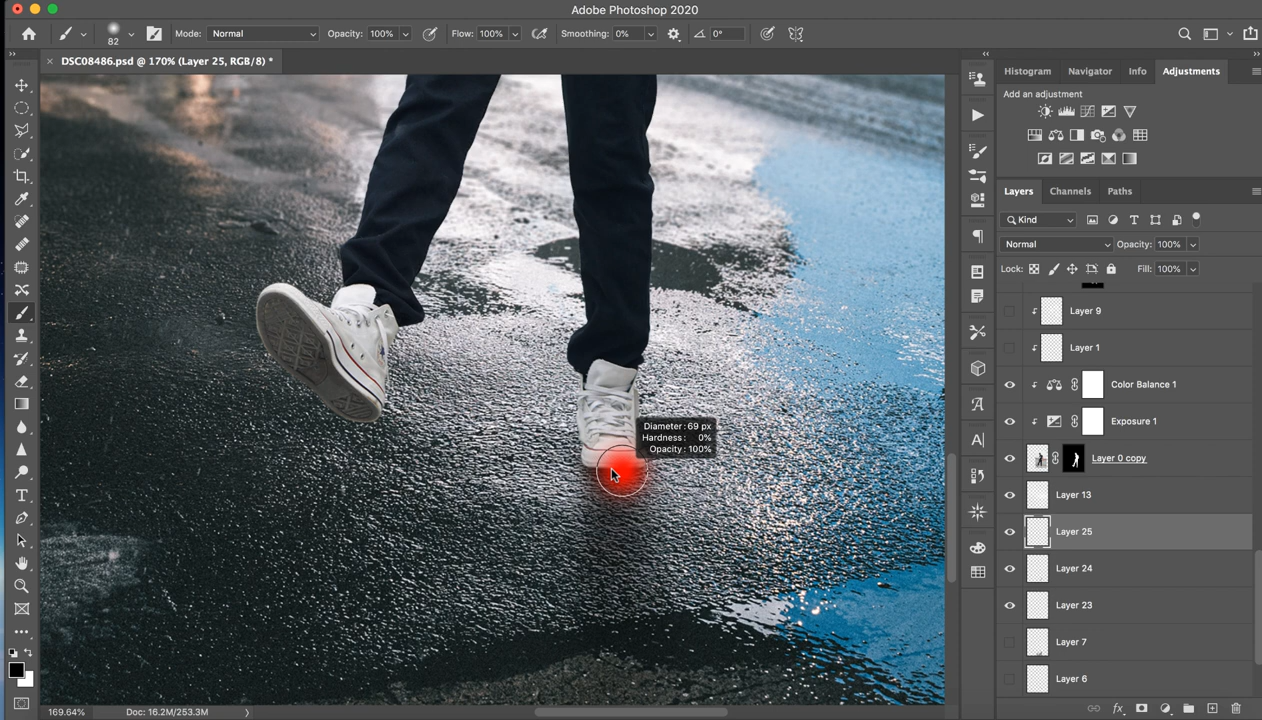 Adobe Photoshop 2020
82 Mode: Normal Opacity: 100% Flow: 100% Smoothing: 0% 0°
DSC08486.psd @ 170% (Layer 25, RGB/8) *
Histogram Navigator Info Adjustments
Add an adjustment
Layers Channels Paths
Kind
Normal Opacity: 100%
Lock: Fill: 100%
Layer 9
Layer 1
Color Balance 1
Exposure 1
Layer 0 copy
Layer 13
Layer 25
Layer 24
Layer 23
Layer 7
Layer 6
Diameter: 69 px
Hardness: 0%
Opacity: 100%
169.64% Doc: 16.2M/253.3M